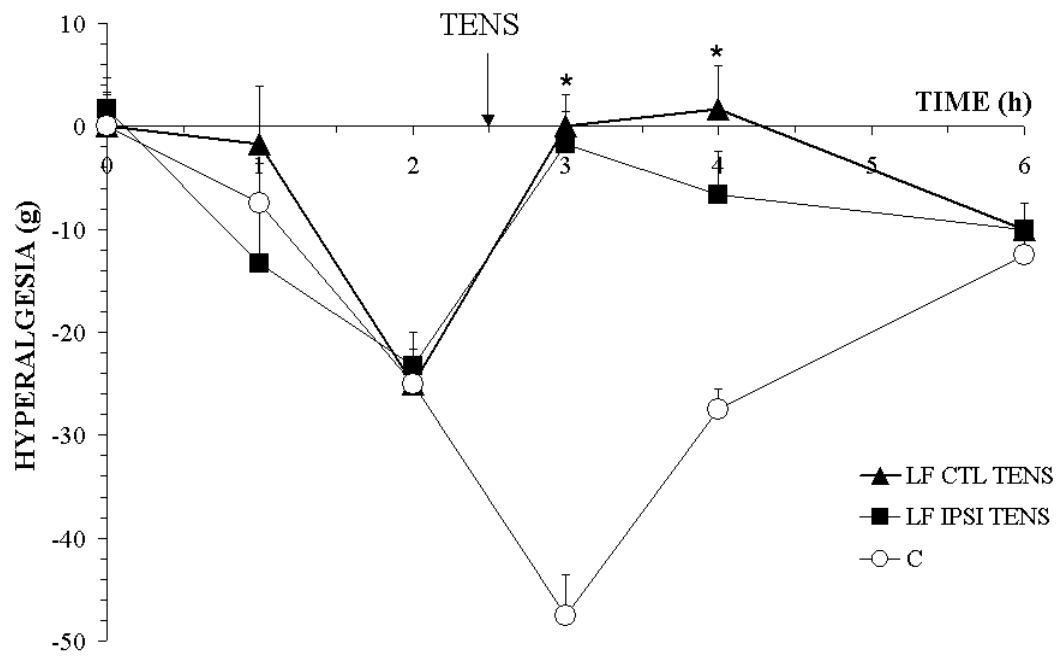 TENS
10
0
-10
-20
-30
-40
-50
HYPERALGESIA (g)
* *
TIME (h)
0 1 2 3 4 5 6
LF CTL TENS
LF IPSI TENS
C